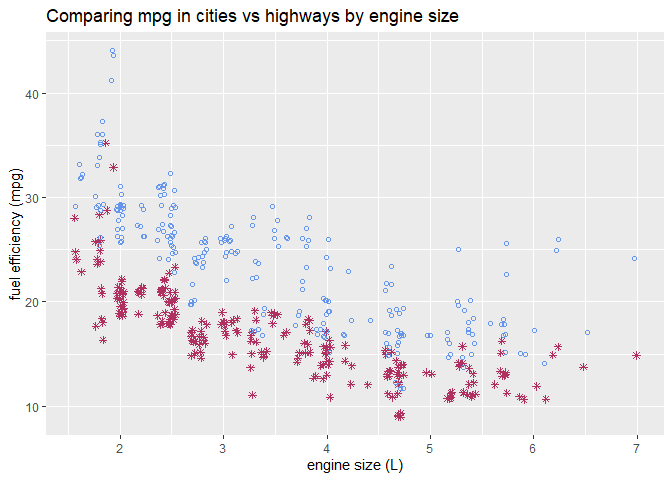 Comparing mpg in cities vs highways by engine size
fuel efficiency (mpg)
40
30
20
10
2 3 4 5 6 7
engine size (L)